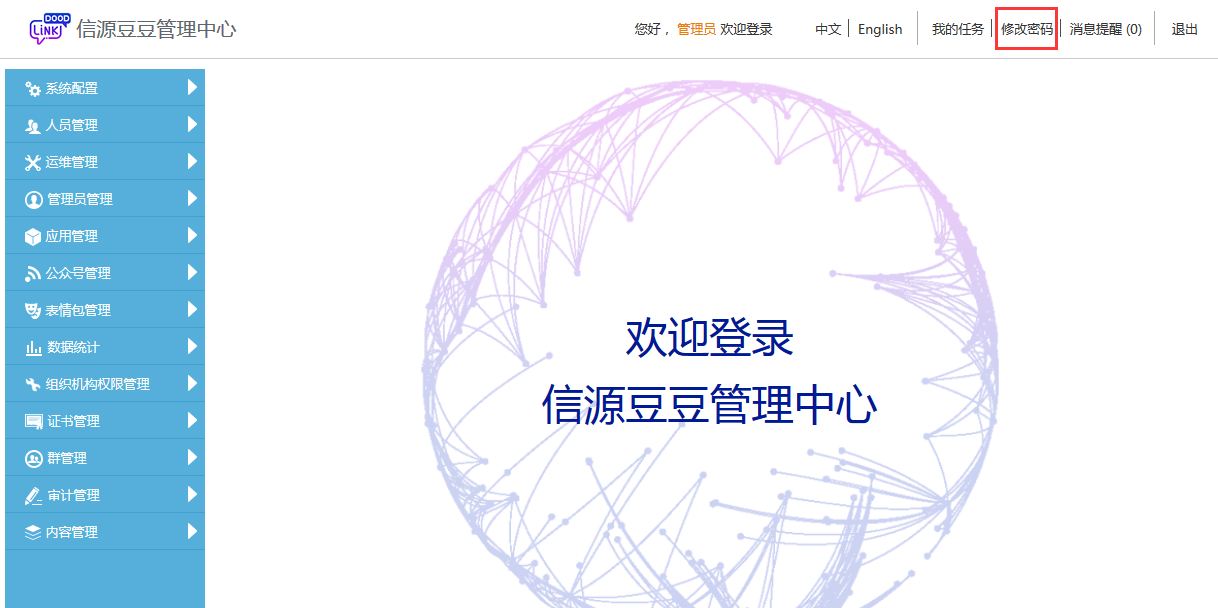 DOOD
LiNK
信源豆豆管理中心
您好， 管理员 欢迎登录
中文
English
我的任务
修改密码
消息提醒 (0)
退出
系统配置
人员管理
运维管理
管理员管理
应用管理
公众号管理
表情包管理
数据统计
组织机构权限管理
证书管理
群管理
审计管理
内容管理
欢迎登录
信源豆豆管理中心